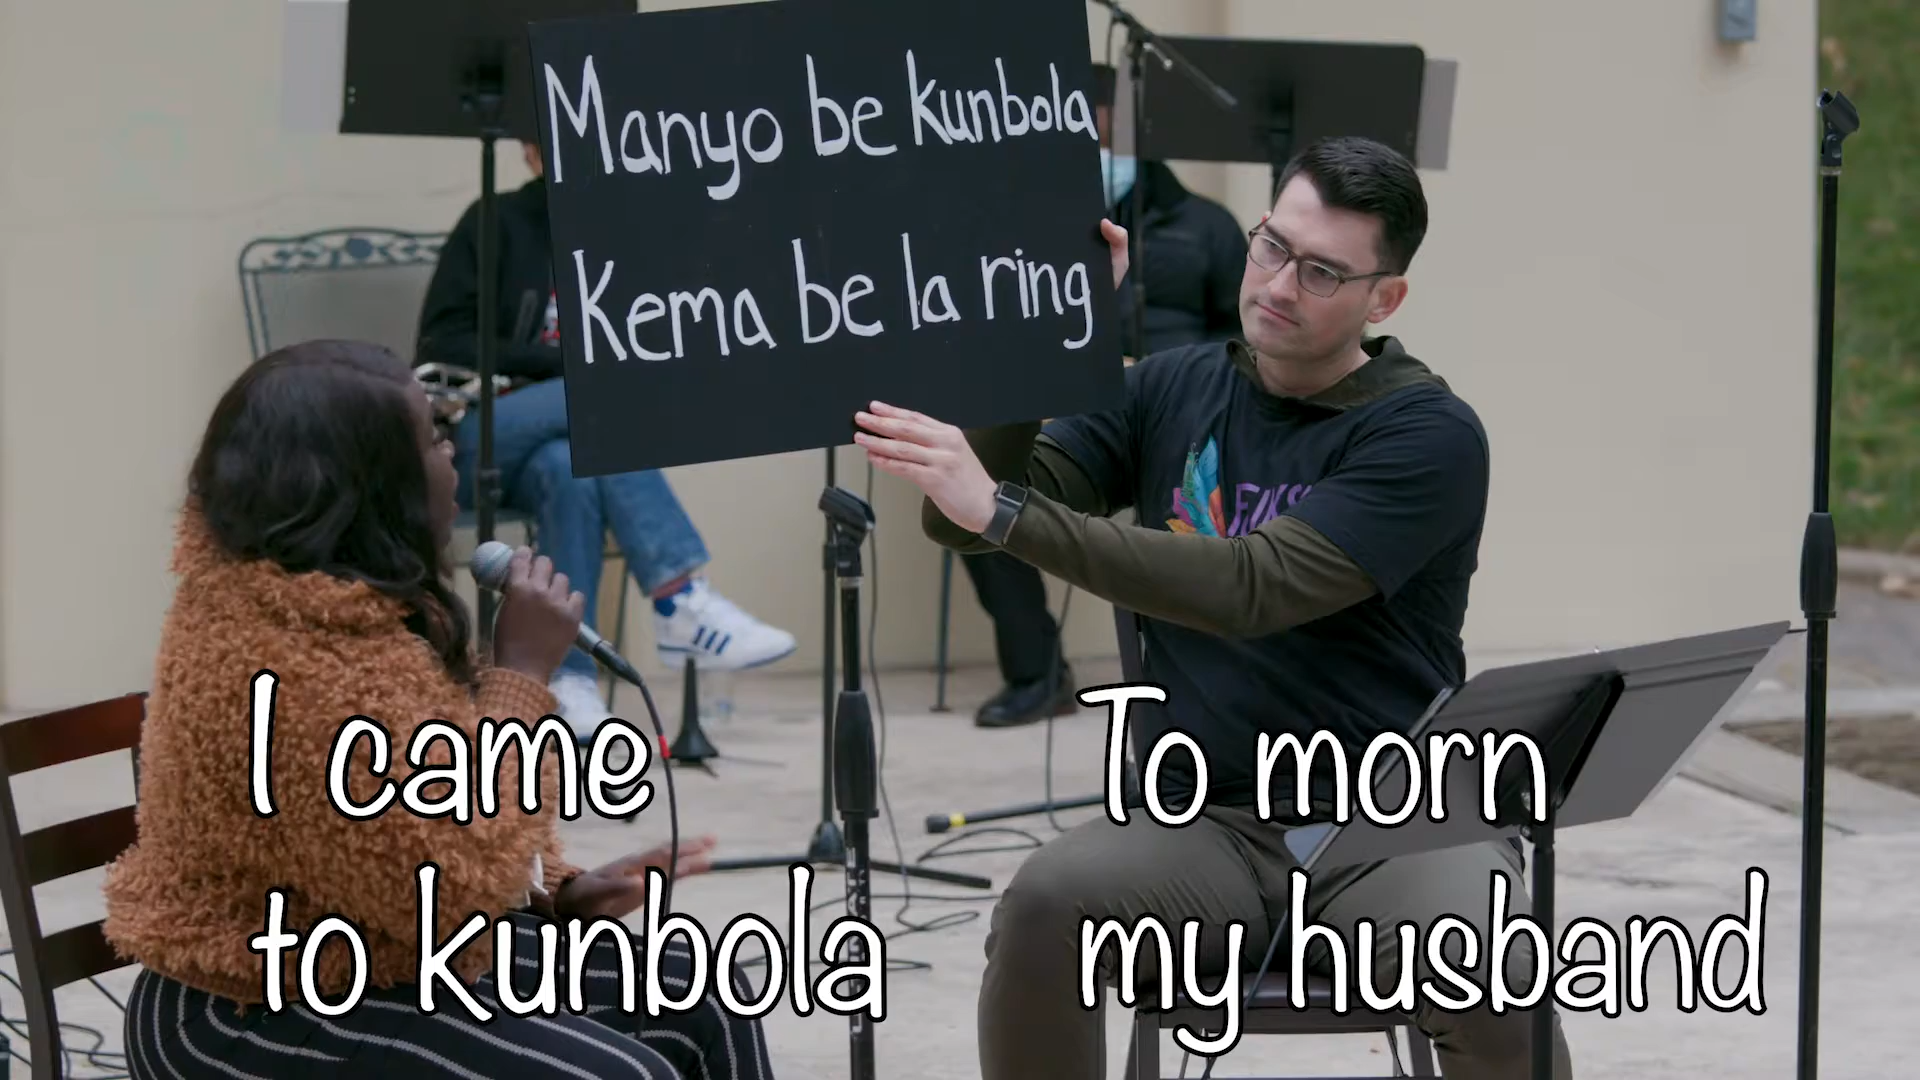 Manyo be kunbola
Kema be la ring
I came
to kunbola
To morn
my husband